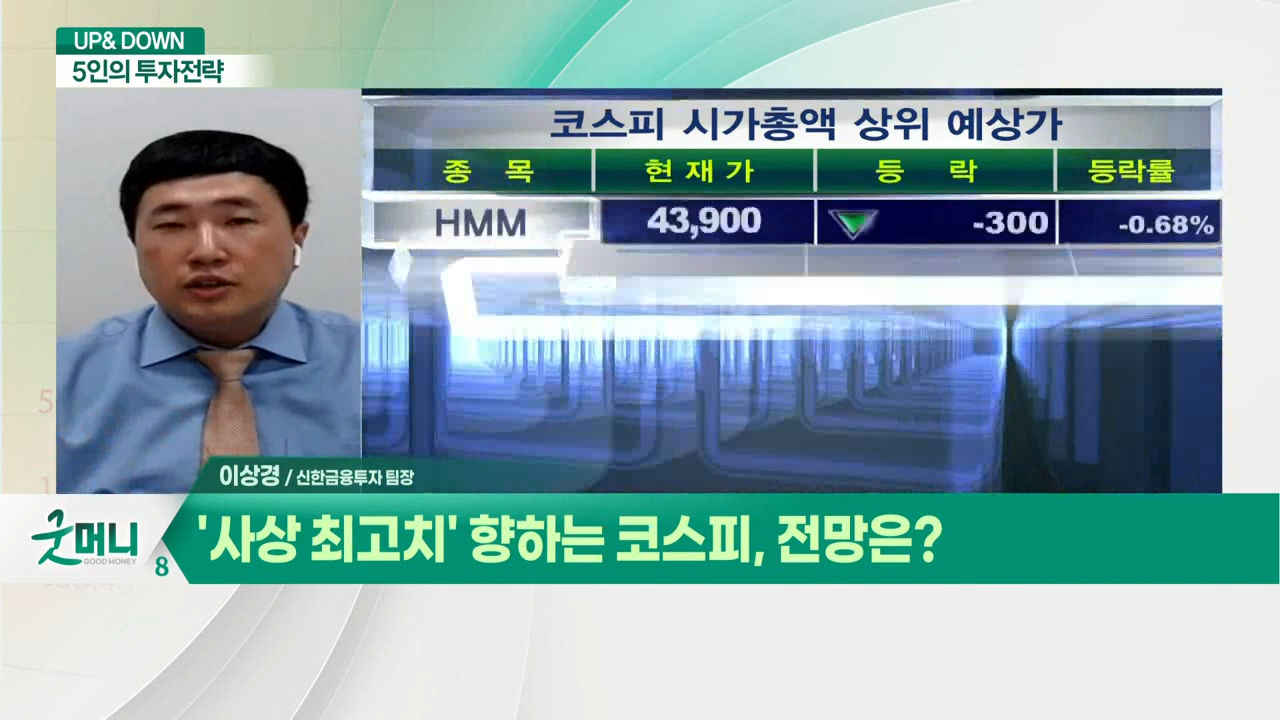 UP& DOWN
5인의 투자전략
코스피 시가총액 상위 예상가
종 목 현 재 가 등 락 등락률
HMM 43,900 -300 -0.68%
5
1
이상경 / 신한금융투자 팀장
굿머니
GOOD MONEY
8
'사상 최고치' 향하는 코스피, 전망은?